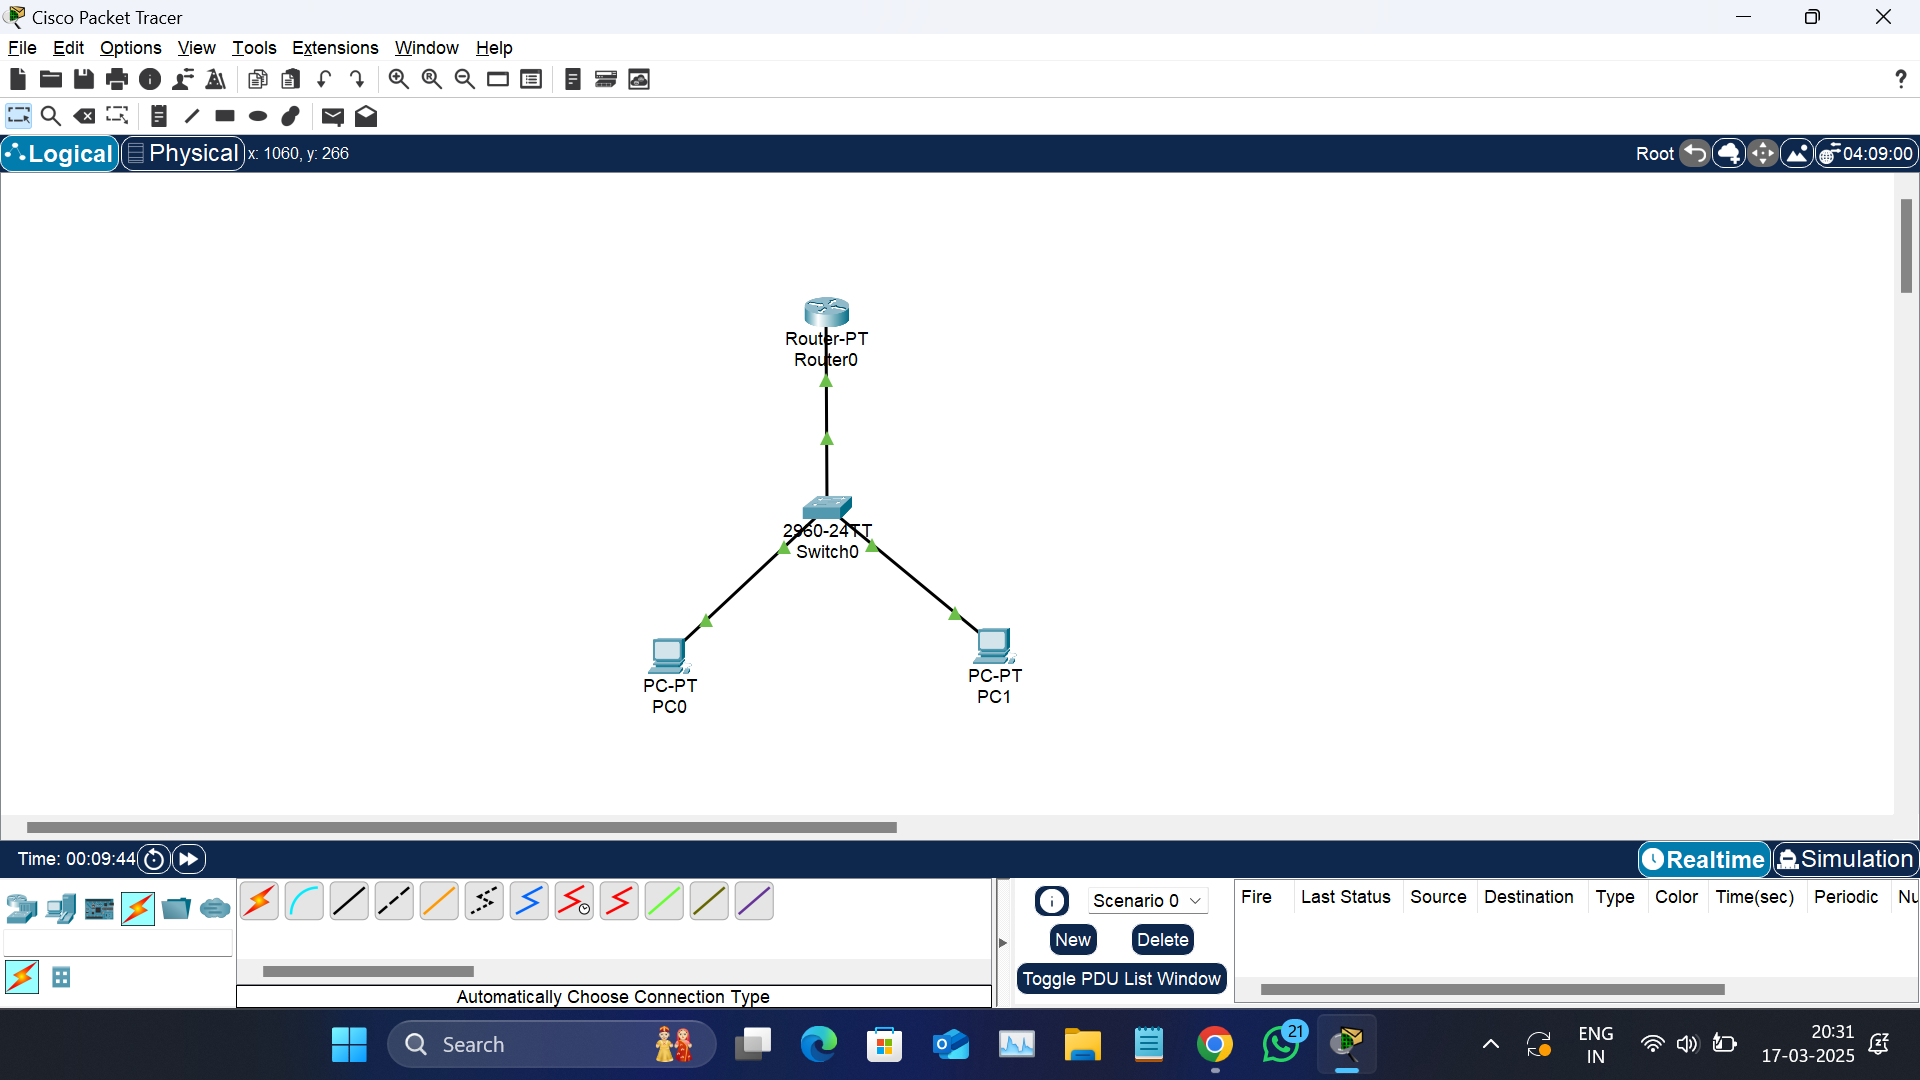 Cisco Packet Tracer
File Edit Options View Tools Extensions Window Help
?
Logical Physical x: 1060, y: 266 Root 04:09:00
Router-PT
Router0
2960-24TT
Switch0
PC-PT
PC0
PC-PT
PC1
Time: 00:09:44 Realtime Simulation
Scenario 0
New Delete
Toggle PDU List Window
Fire Last Status Source Destination Type Color Time(sec) Periodic Nu
Automatically Choose Connection Type
Search
21
ENG
IN
20:31
17-03-2025